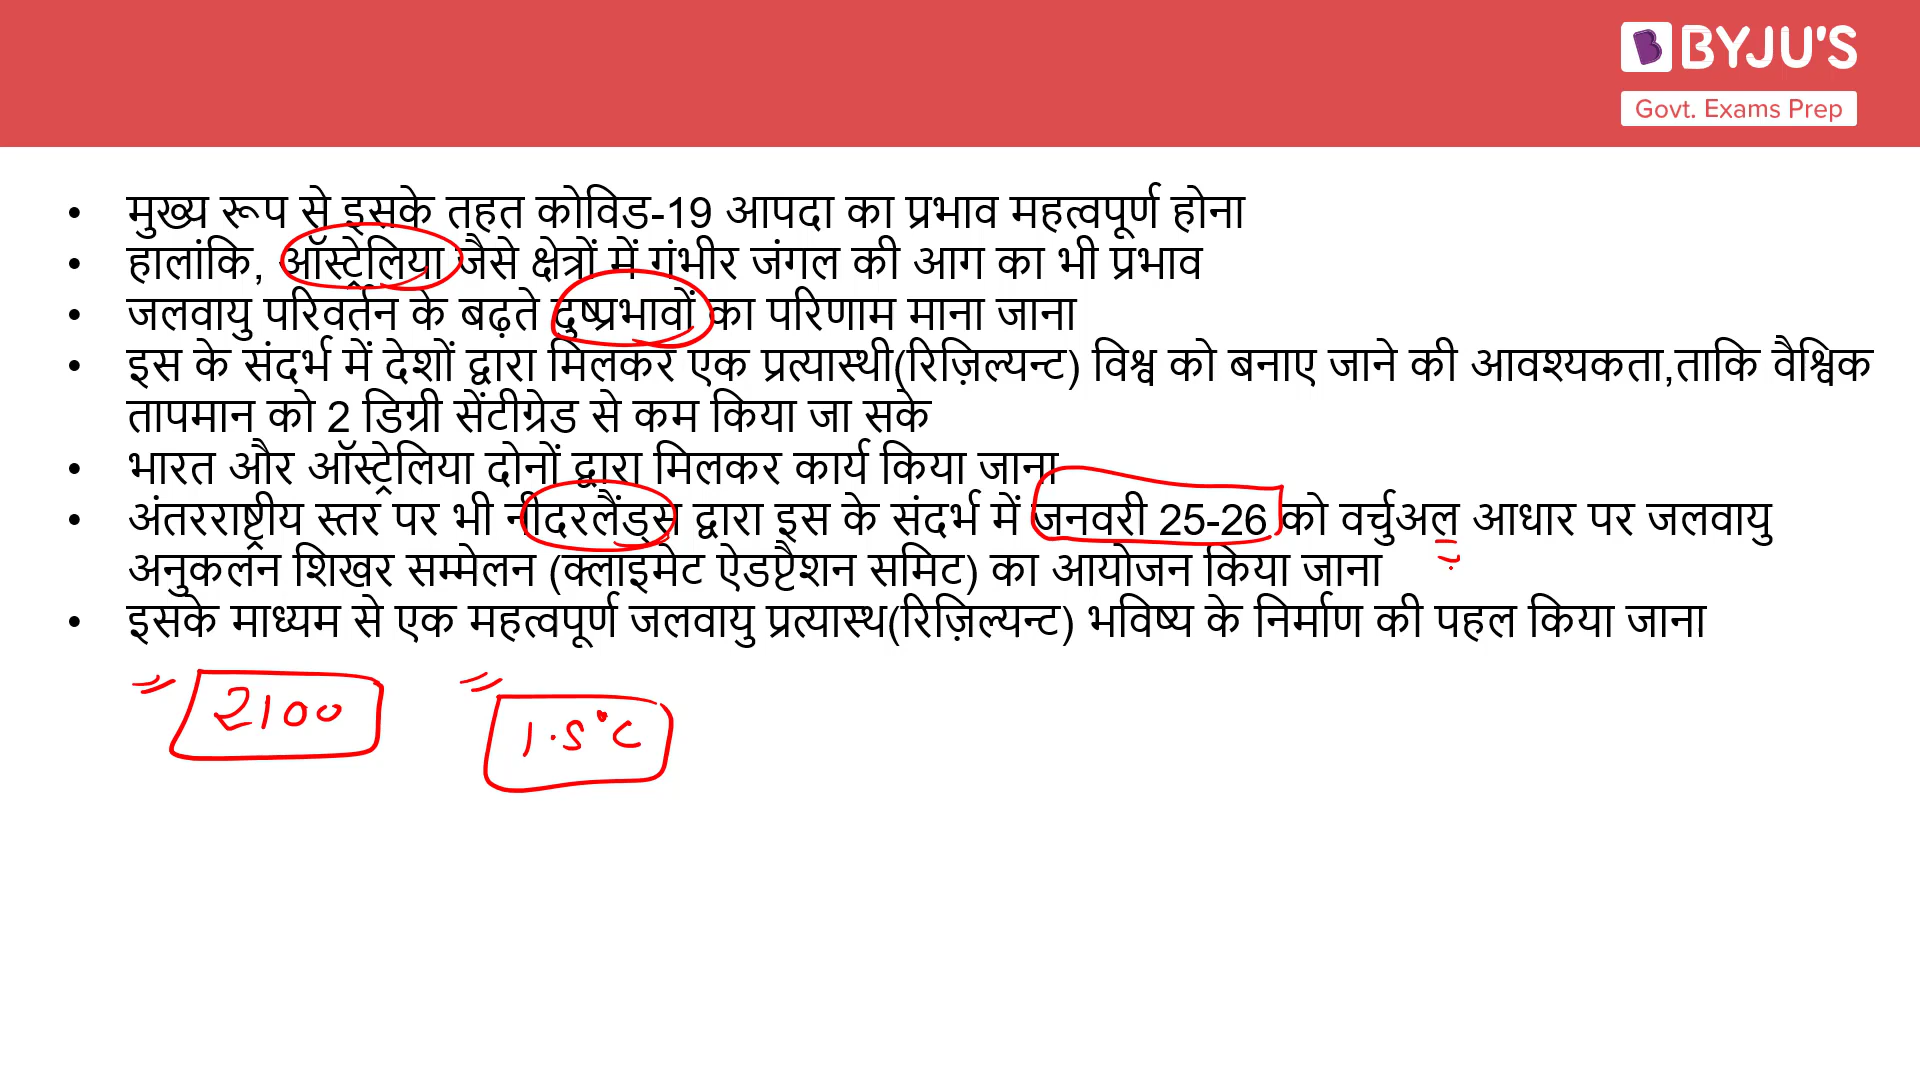 BYJU'S
Govt. Exams Prep
• मुख्य रूप से इसके तहत कोविड-19 आपदा का प्रभाव महत्वपूर्ण होना
• हालांकि, ऑस्ट्रेलिया जैसे क्षेत्रों में गंभीर जंगल की आग का भी प्रभाव
• जलवायु परिवर्तन के बढ़ते दुष्प्रभावों का परिणाम माना जाना
• इस के संदर्भ में देशों द्वारा मिलकर एक प्रत्यास्थी(रिज़िल्यन्ट) विश्व को बनाए जाने की आवश्यकता,ताकि वैश्विक
तापमान को 2 डिग्री सेंटीग्रेड से कम किया जा सके
• भारत और ऑस्ट्रेलिया दोनों द्वारा मिलकर कार्य किया जाना
• अंतरराष्ट्रीय स्तर पर भी नीदरलैंड्स द्वारा इस के संदर्भ में जनवरी 25-26 को वर्चुअल आधार पर जलवायु
अनुकलन शिखर सम्मेलन (क्लाइमेट ऐडप्टैशन समिट) का आयोजन किया जाना
• इसके माध्यम से एक महत्वपूर्ण जलवायु प्रत्यास्थ(रिज़िल्यन्ट) भविष्य के निर्माण की पहल किया जाना
2100
1.5°C